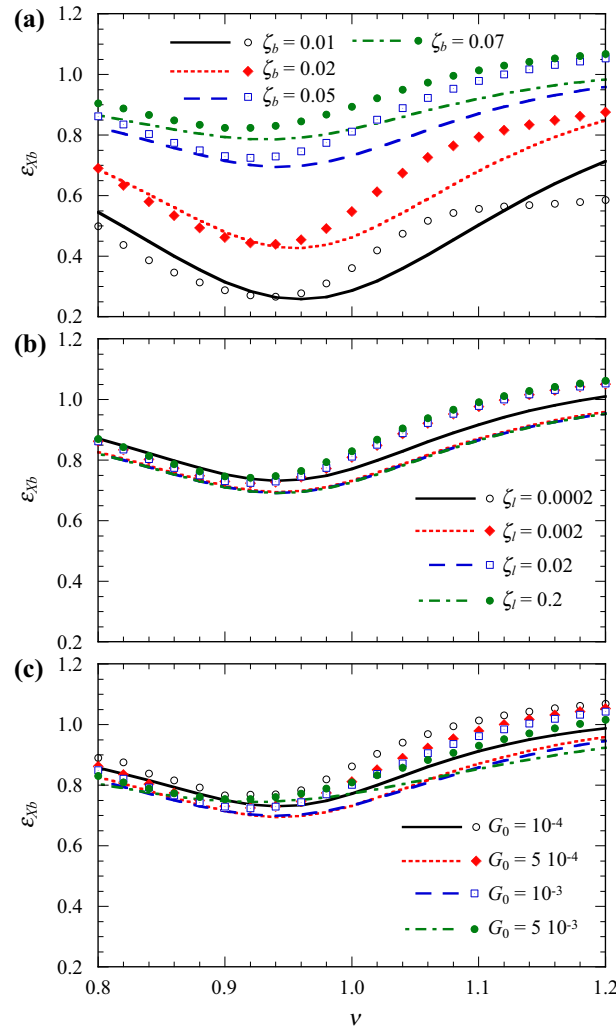 (a)
ζb = 0.01
ζb = 0.07
ζb = 0.02
ζb = 0.05
1.2
1.0
0.8
0.6
0.4
0.2
εXb
(b)
1.2
1.0
0.8
0.6
0.4
0.2
εXb
ζl = 0.0002
ζl = 0.002
ζl = 0.02
ζl = 0.2
(c)
1.2
1.0
0.8
0.6
0.4
0.2
εXb
G0 = 10-4
G0 = 5 10-4
G0 = 10-3
G0 = 5 10-3
0.8
0.9
1.0
1.1
1.2
ν